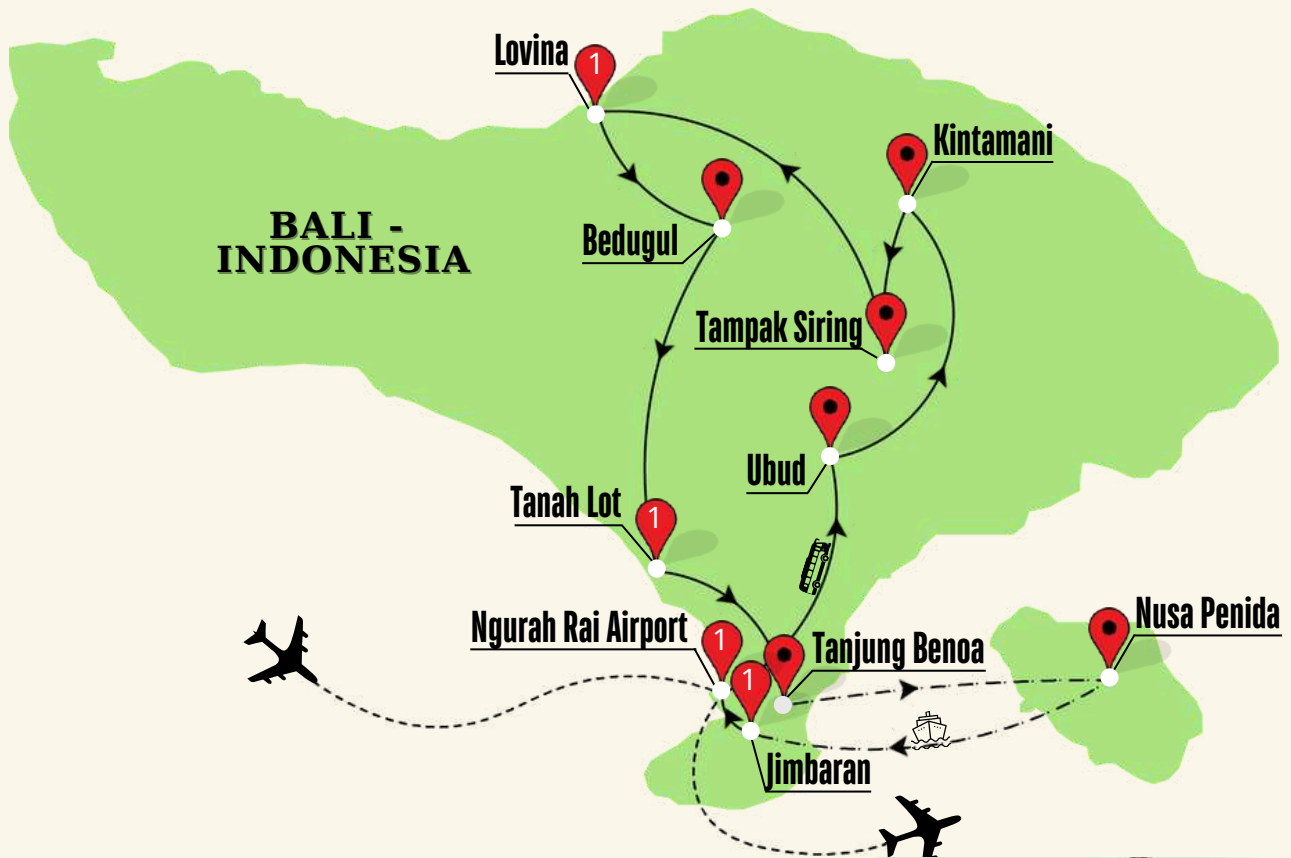 Lovina
1
Kintamani
BALI -
INDONESIA
Bedugul
Tampak Siring
Ubud
Tanah Lot
1
Ngurah Rai Airport
1
1
Tanjung Benoa
Nusa Penida
Jimbaran